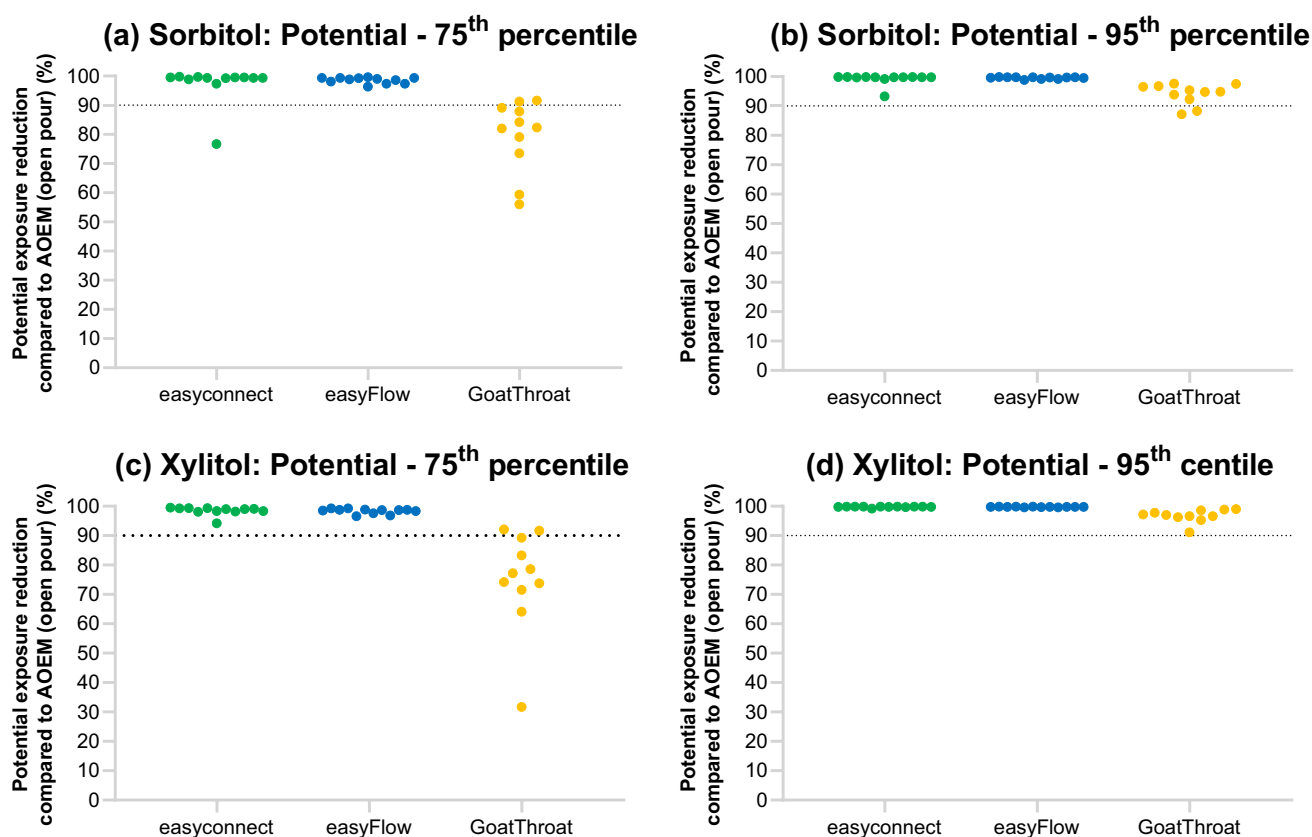 (a) Sorbitol: Potential - 75th percentile
Potential exposure reduction
compared to AOEM (open pour) (%)
100
90
80
70
60
50
40
30
20
10
0
easyconnect
easyFlow
GoatThroat
(b) Sorbitol: Potential - 95th percentile
Potential exposure reduction
compared to AOEM (open pour) (%)
100
90
80
70
60
50
40
30
20
10
0
easyconnect
easyFlow
GoatThroat
(c) Xylitol: Potential - 75th percentile
Potential exposure reduction
compared to AOEM (open pour) (%)
100
90
80
70
60
50
40
30
20
10
0
easyconnect
easyFlow
GoatThroat
(d) Xylitol: Potential - 95th centile
Potential exposure reduction
compared to AOEM (open pour) (%)
100
90
80
70
60
50
40
30
20
10
0
easyconnect
easyFlow
GoatThroat